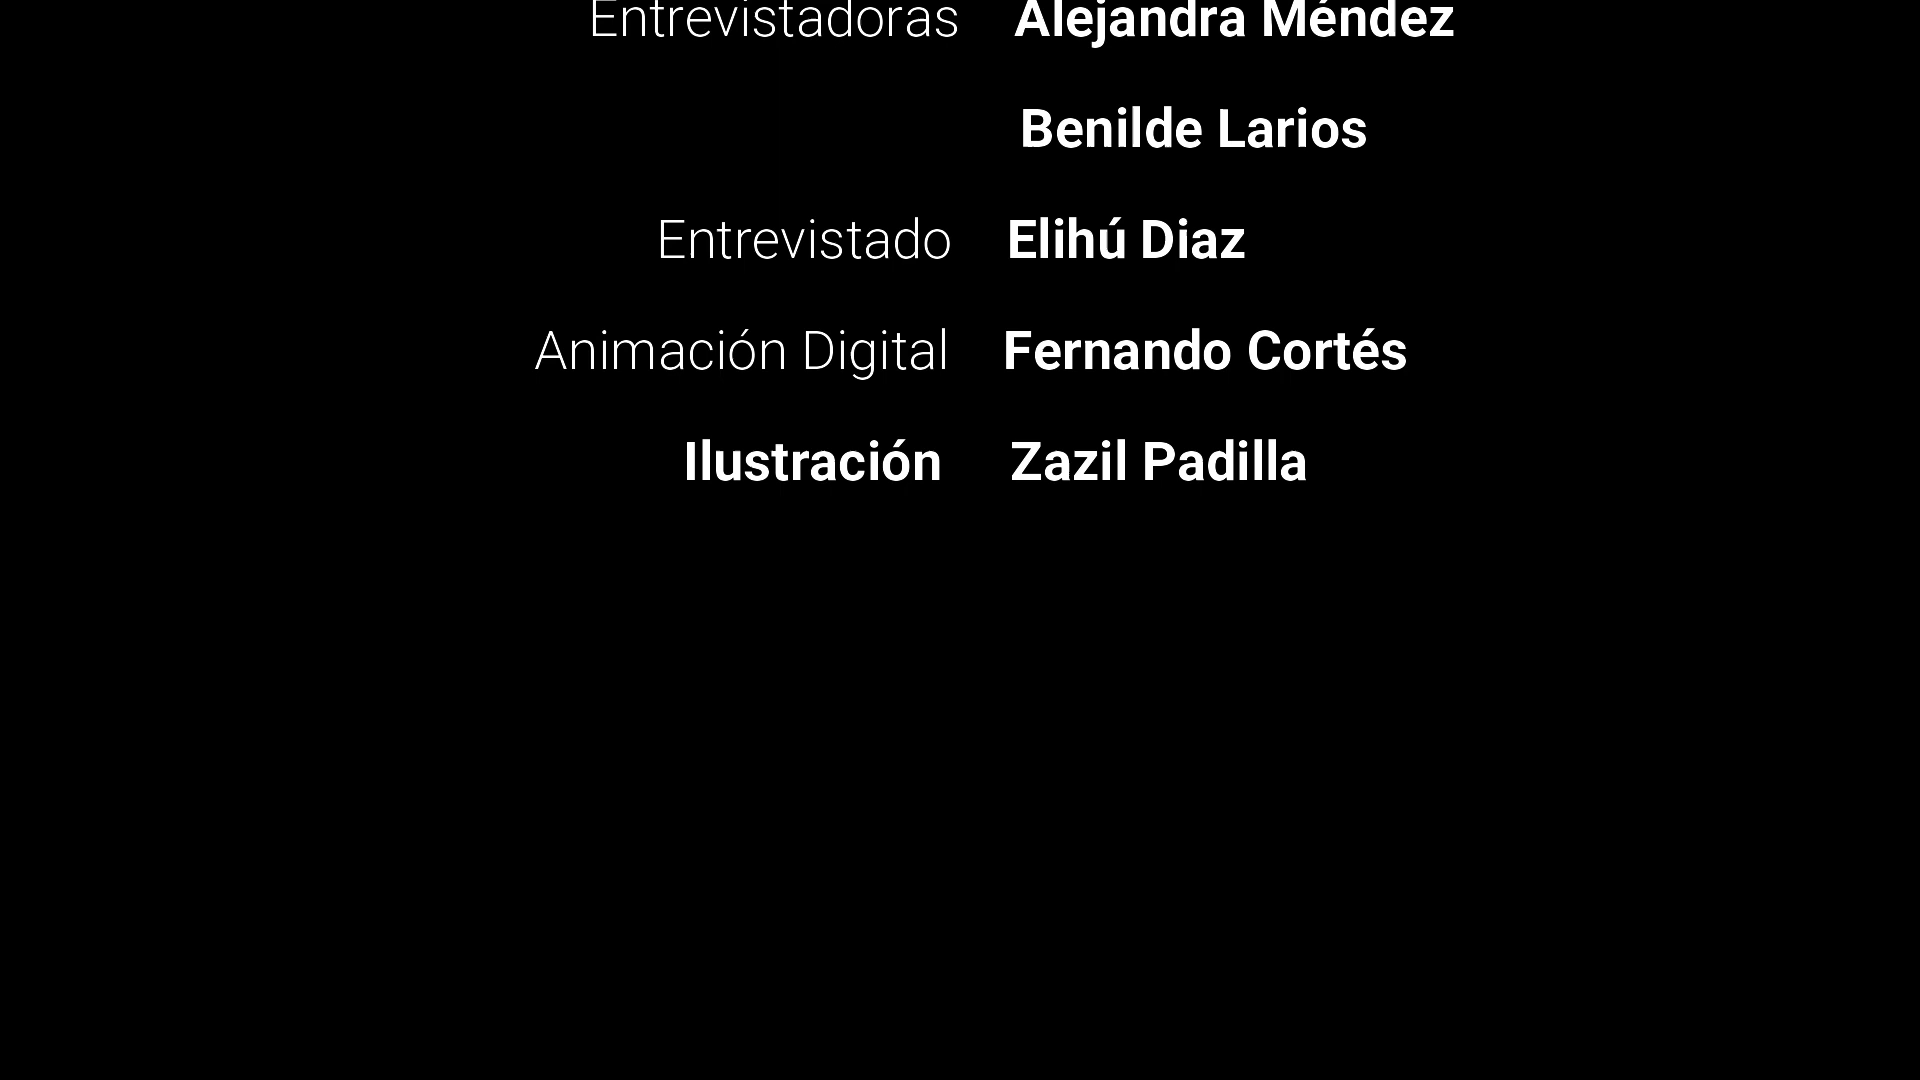 Entrevistadoras Alejandra Méndez
Benilde Larios
Entrevistado Elihú Diaz
Animación Digital Fernando Cortés
Ilustración Zazil Padilla